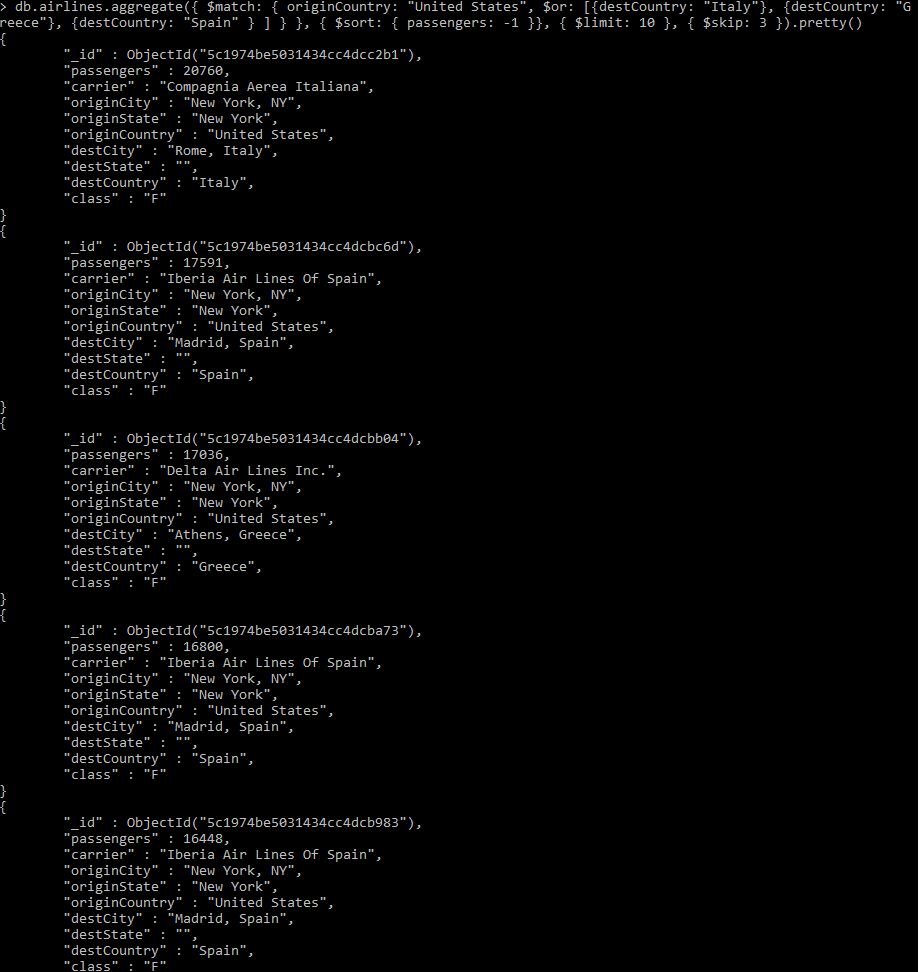 > db.airlines.aggregate({ $match: { originCountry: "United States", $or: [{destCountry: "Italy"}, {destCountry: "G
reece"}, {destCountry: "Spain" } ] } }, { $sort: { passengers: -1 }}, { $limit: 10 }, { $skip: 3 }).pretty()
{
        "_id" : ObjectId("5c1974be5031434cc4dcc2b1"),
        "passengers" : 20760,
        "carrier" : "Compagnia Aerea Italiana",
        "originCity" : "New York, NY",
        "originState" : "New York",
        "originCountry" : "United States",
        "destCity" : "Rome, Italy",
        "destState" : "",
        "destCountry" : "Italy",
        "class" : "F"
}
{
        "_id" : ObjectId("5c1974be5031434cc4dcbc6d"),
        "passengers" : 17591,
        "carrier" : "Iberia Air Lines Of Spain",
        "originCity" : "New York, NY",
        "originState" : "New York",
        "originCountry" : "United States",
        "destCity" : "Madrid, Spain",
        "destState" : "",
        "destCountry" : "Spain",
        "class" : "F"
}
{
        "_id" : ObjectId("5c1974be5031434cc4dcbb04"),
        "passengers" : 17036,
        "carrier" : "Delta Air Lines Inc.",
        "originCity" : "New York, NY",
        "originState" : "New York",
        "originCountry" : "United States",
        "destCity" : "Athens, Greece",
        "destState" : "",
        "destCountry" : "Greece",
        "class" : "F"
}
{
        "_id" : ObjectId("5c1974be5031434cc4dcba73"),
        "passengers" : 16800,
        "carrier" : "Iberia Air Lines Of Spain",
        "originCity" : "New York, NY",
        "originState" : "New York",
        "originCountry" : "United States",
        "destCity" : "Madrid, Spain",
        "destState" : "",
        "destCountry" : "Spain",
        "class" : "F"
}
{
        "_id" : ObjectId("5c1974be5031434cc4dcb983"),
        "passengers" : 16448,
        "carrier" : "Iberia Air Lines Of Spain",
        "originCity" : "New York, NY",
        "originState" : "New York",
        "originCountry" : "United States",
        "destCity" : "Madrid, Spain",
        "destState" : "",
        "destCountry" : "Spain",
        "class" : "F"